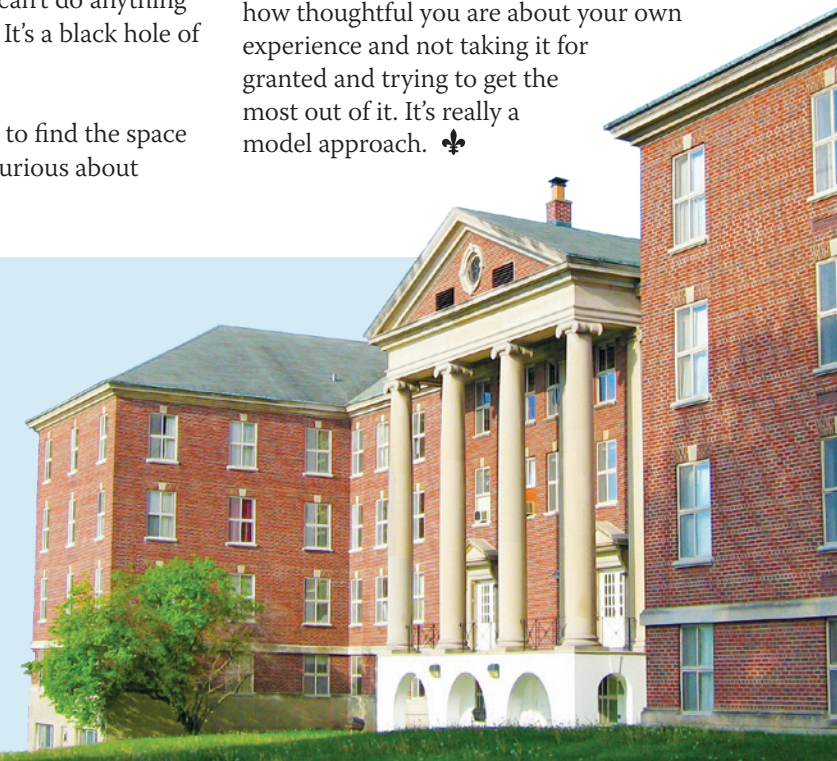 can't do anything
It's a black hole of
to find the space
urious about
how thoughtful you are about your own
experience and not taking it for
granted and trying to get the
most out of it. It's really a
model approach.